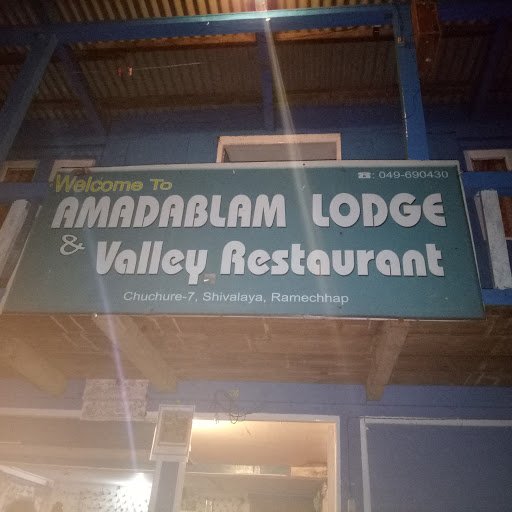 ☎: 049-690430
Welcome To
AMADABLAM LODGE
& Valley Restaurant
Chuchure-7, Shivalaya, Ramechhap